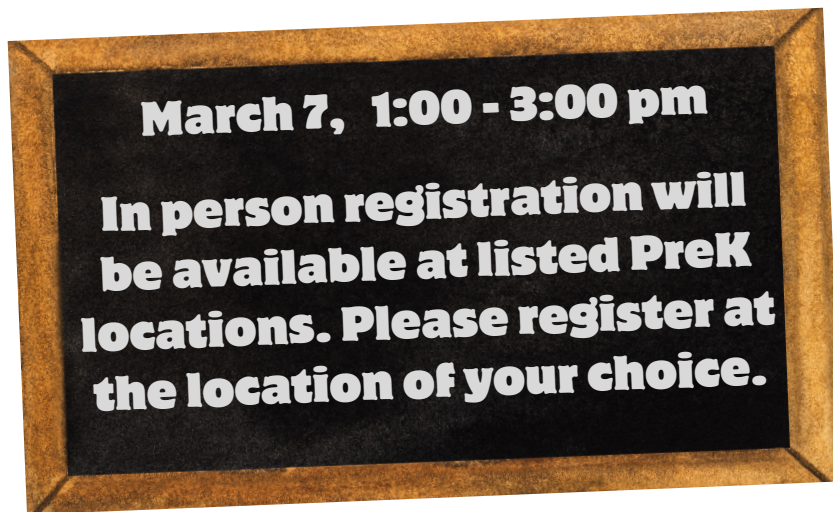 March 7, 1:00 - 3:00 pm
In person registration will
be available at listed PreK
locations. Please register at
the location of your choice.